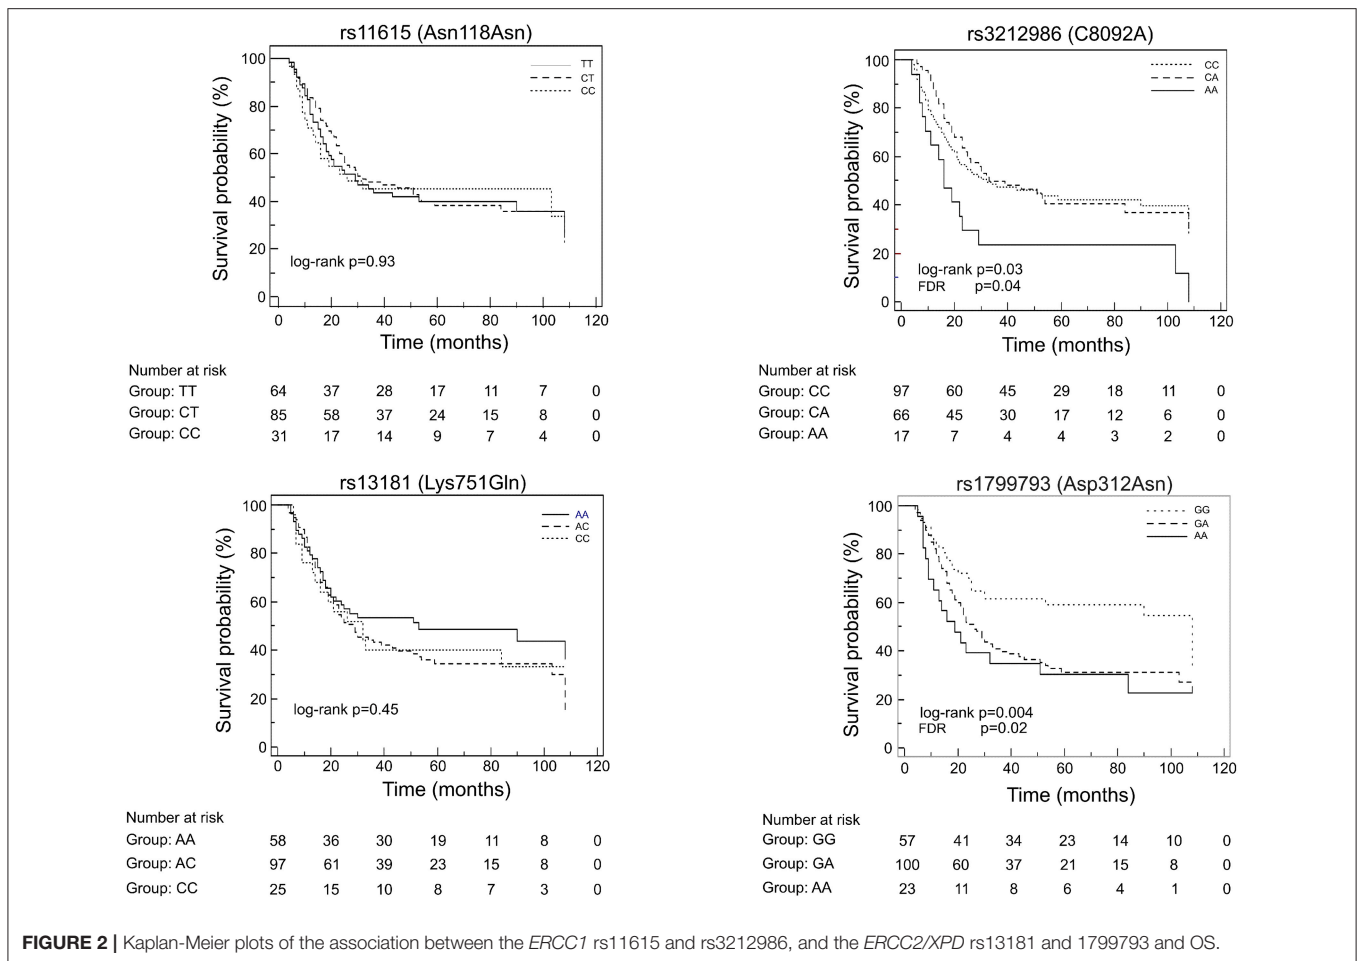 rs11615 (Asn118Asn)
Survival probability (%)
100
80
60
40
20
0
TT
CT
CC
log-rank p=0.93
0 20 40 60 80 100 120
Time (months)
Number at risk
Group: TT 64 37 28 17 11 7 0
Group: CT 85 58 37 24 15 8 0
Group: CC 31 17 14 9 7 4 0
rs3212986 (C8092A)
Survival probability (%)
100
80
60
40
20
0
CC
CA
AA
log-rank p=0.03
FDR p=0.04
0 20 40 60 80 100 120
Time (months)
Number at risk
Group: CC 97 60 45 29 18 11 0
Group: CA 66 45 30 17 12 6 0
Group: AA 17 7 4 4 3 2 0
rs13181 (Lys751Gln)
Survival probability (%)
100
80
60
40
20
0
AA
AC
CC
log-rank p=0.45
0 20 40 60 80 100 120
Time (months)
Number at risk
Group: AA 58 36 30 19 11 8 0
Group: AC 97 61 39 23 15 8 0
Group: CC 25 15 10 8 7 3 0
rs1799793 (Asp312Asn)
Survival probability (%)
100
80
60
40
20
0
GG
GA
AA
log-rank p=0.004
FDR p=0.02
0 20 40 60 80 100 120
Time (months)
Number at risk
Group: GG 57 41 34 23 14 10 0
Group: GA 100 60 37 21 15 8 0
Group: AA 23 11 8 6 4 1 0
FIGURE 2 | Kaplan-Meier plots of the association between the ERCC1 rs11615 and rs3212986, and the ERCC2/XPD rs13181 and 1799793 and OS.